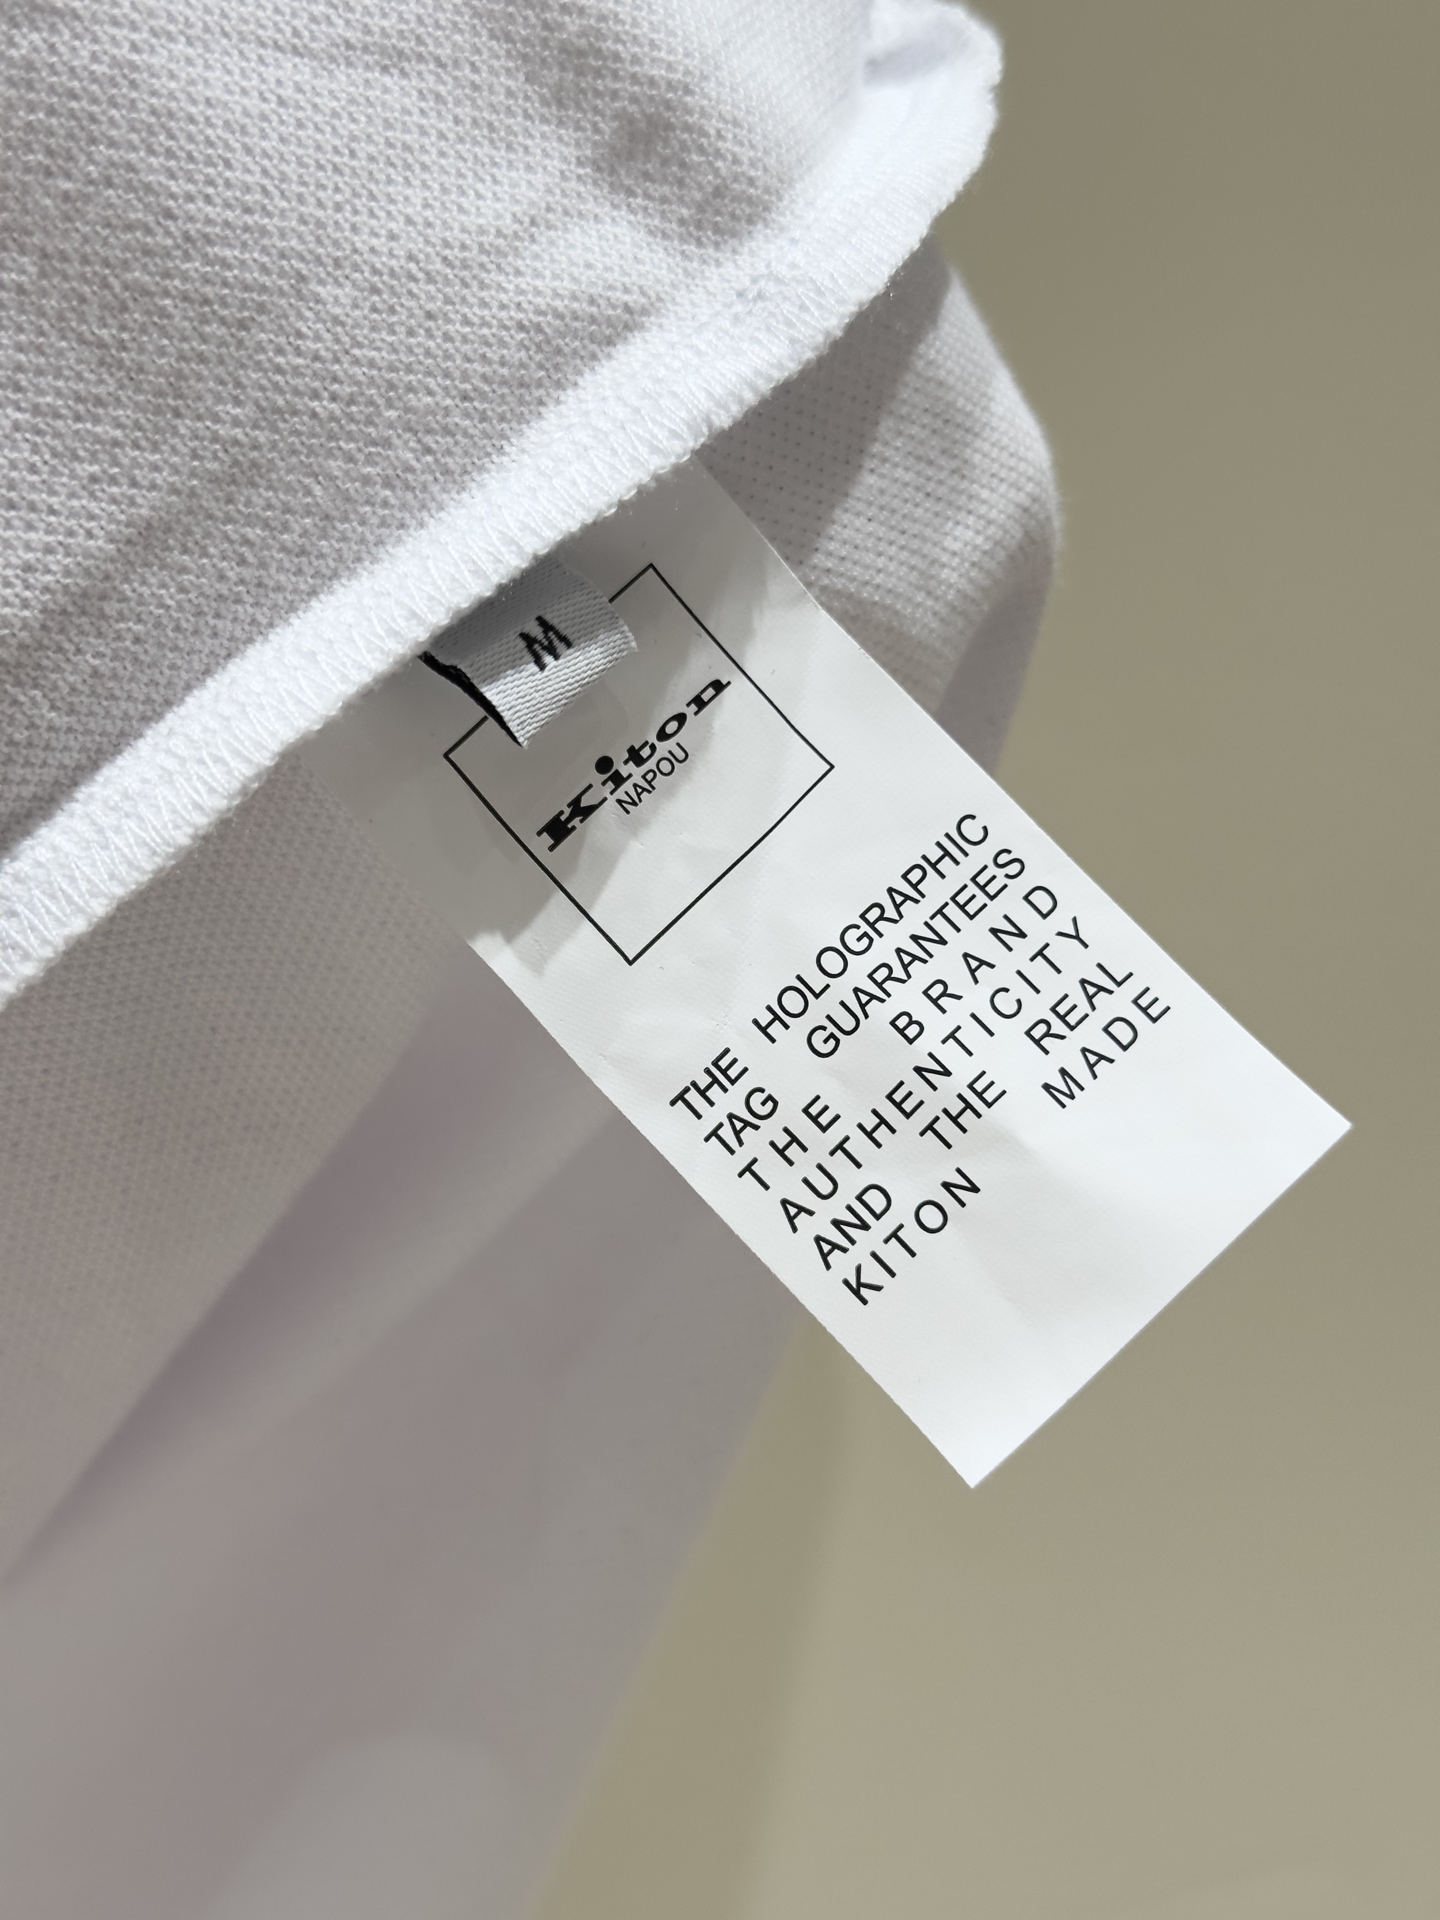 M
Kiton
NAPOU
THE HOLOGRAPHIC
TAG GUARANTEES
THE BRAND
AUTHENTICITY
AND THE REAL
KITON MADE